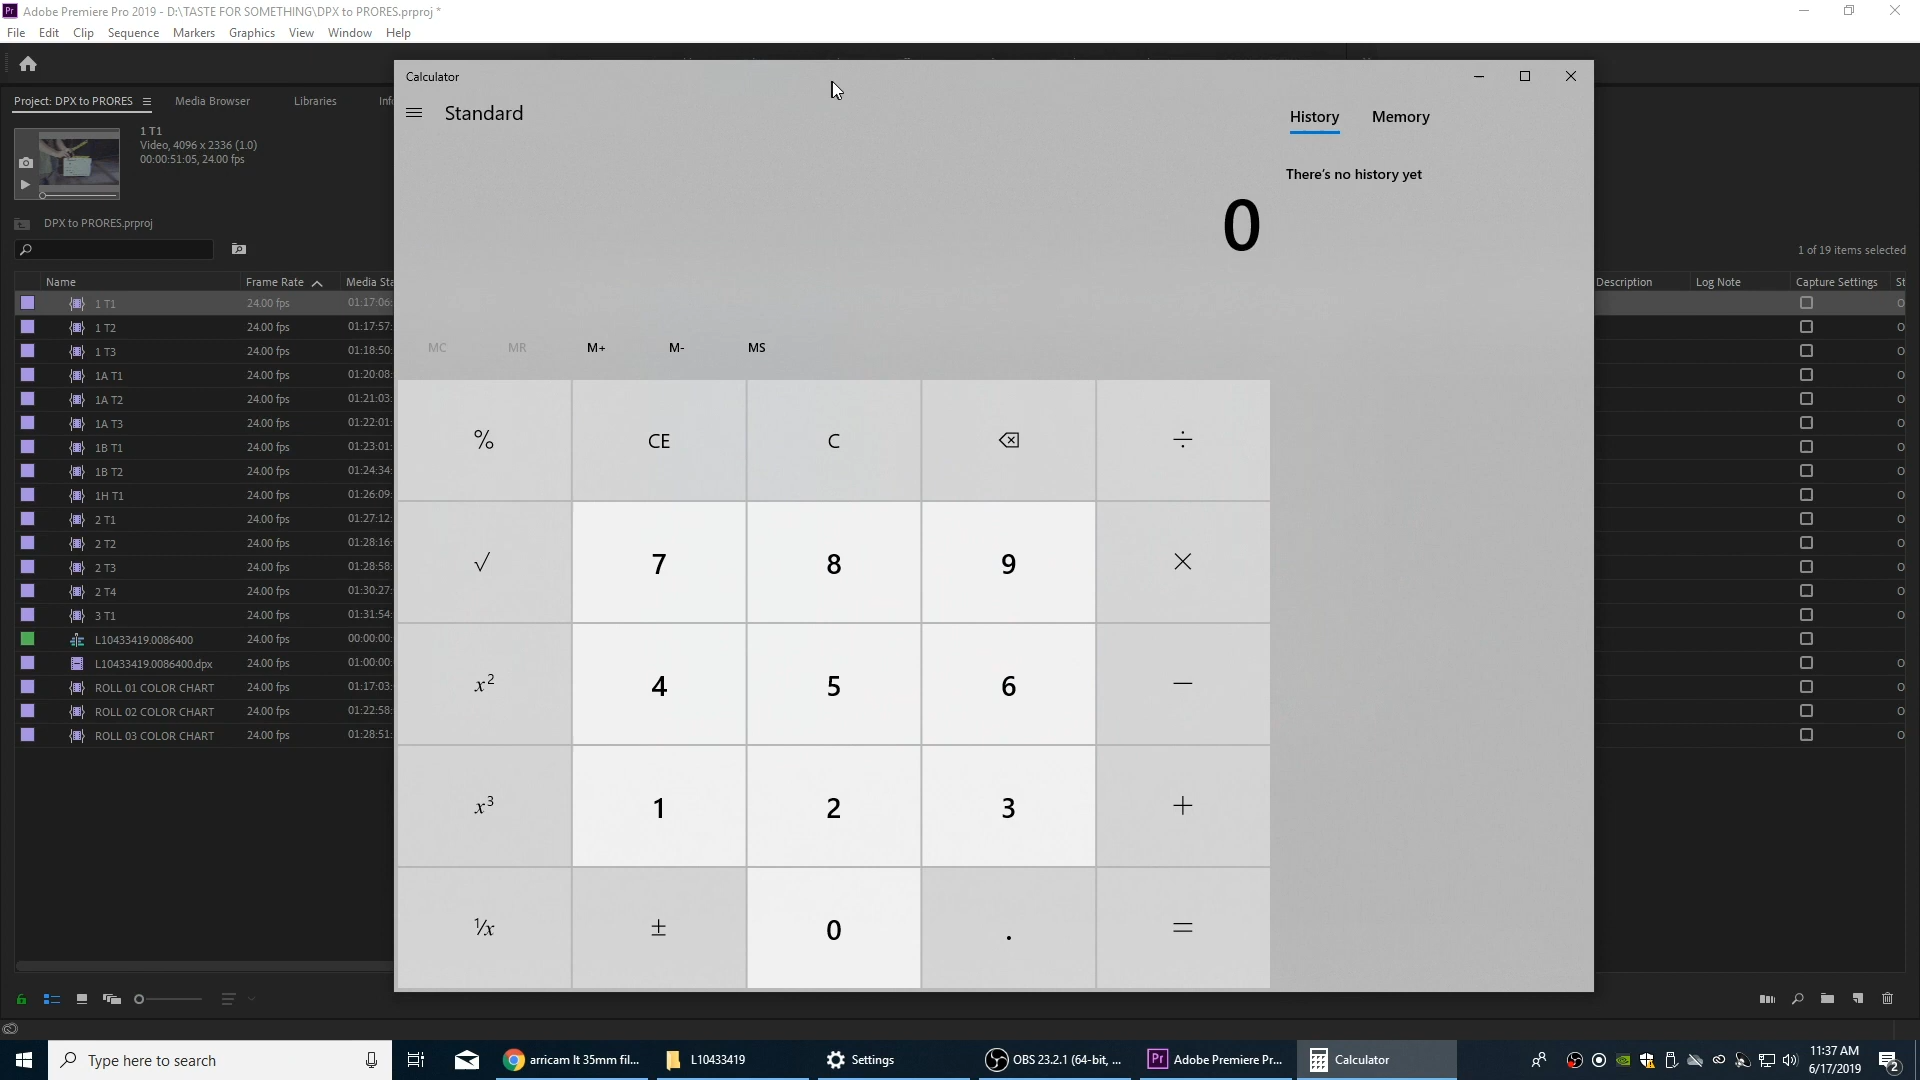 Adobe Premiere Pro 2019 - D:\TASTE FOR SOMETHING\DPX to PRORES.prproj *
File Edit Clip Sequence Markers Graphics View Window Help
Project: DPX to PRORES Media Browser Libraries
1 T1
Video, 4096 x 2336 (1.0)
00:00:51:05, 24.00 fps
DPX to PRORES.prproj
1 of 19 items selected
Name Frame Rate Media Sta Description Log Note Capture Settings St
1 T1 24.00 fps 01:17:06:
1 T2 24.00 fps 01:17:57:
1 T3 24.00 fps 01:18:50:
1A T1 24.00 fps 01:20:08:
1A T2 24.00 fps 01:21:03:
1A T3 24.00 fps 01:22:01:
1B T1 24.00 fps 01:23:01:
1B T2 24.00 fps 01:24:34:
1H T1 24.00 fps 01:26:09:
2 T1 24.00 fps 01:27:12:
2 T2 24.00 fps 01:28:16:
2 T3 24.00 fps 01:28:58:
2 T4 24.00 fps 01:30:27:
3 T1 24.00 fps 01:31:54:
L10433419.0086400 24.00 fps 00:00:00:
L10433419.0086400.dpx 24.00 fps 01:00:00:
ROLL 01 COLOR CHART 24.00 fps 01:17:03:
ROLL 02 COLOR CHART 24.00 fps 01:22:58:
ROLL 03 COLOR CHART 24.00 fps 01:28:51:
Calculator
Standard
History Memory
There's no history yet
0
MC MR M+ M- MS
% CE C ÷
√ 7 8 9 ×
x² 4 5 6 −
x³ 1 2 3 +
¹/x ± 0 . =
Type here to search
arricam lt 35mm fil...
L10433419
Settings
OBS 23.2.1 (64-bit, ...
Adobe Premiere Pr...
Calculator
11:37 AM
6/17/2019
2